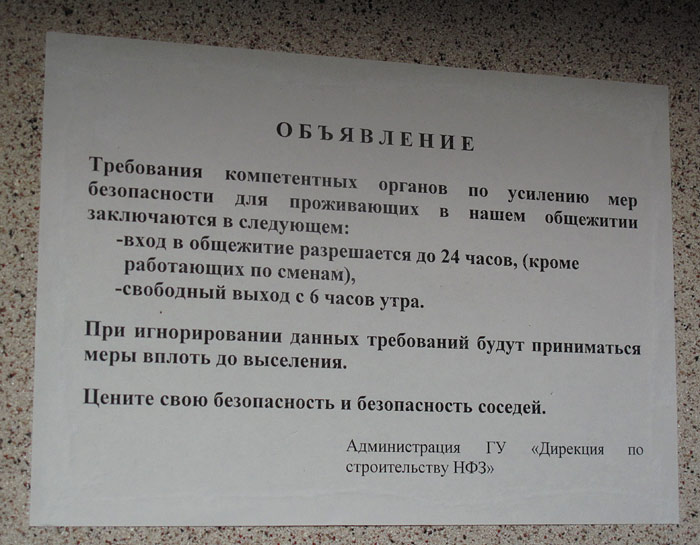 ОБЪЯВЛЕНИЕ
Требования компетентных органов по усилению мер
безопасности для проживающих в нашем общежитии
заключаются в следующем:
-вход в общежитие разрешается до 24 часов, (кроме
работающих по сменам),
-свободный выход с 6 часов утра.
При игнорировании данных требований будут приниматься
меры вплоть до выселения.
Цените свою безопасность и безопасность соседей.
Администрация ГУ «Дирекция по
строительству НФЗ»